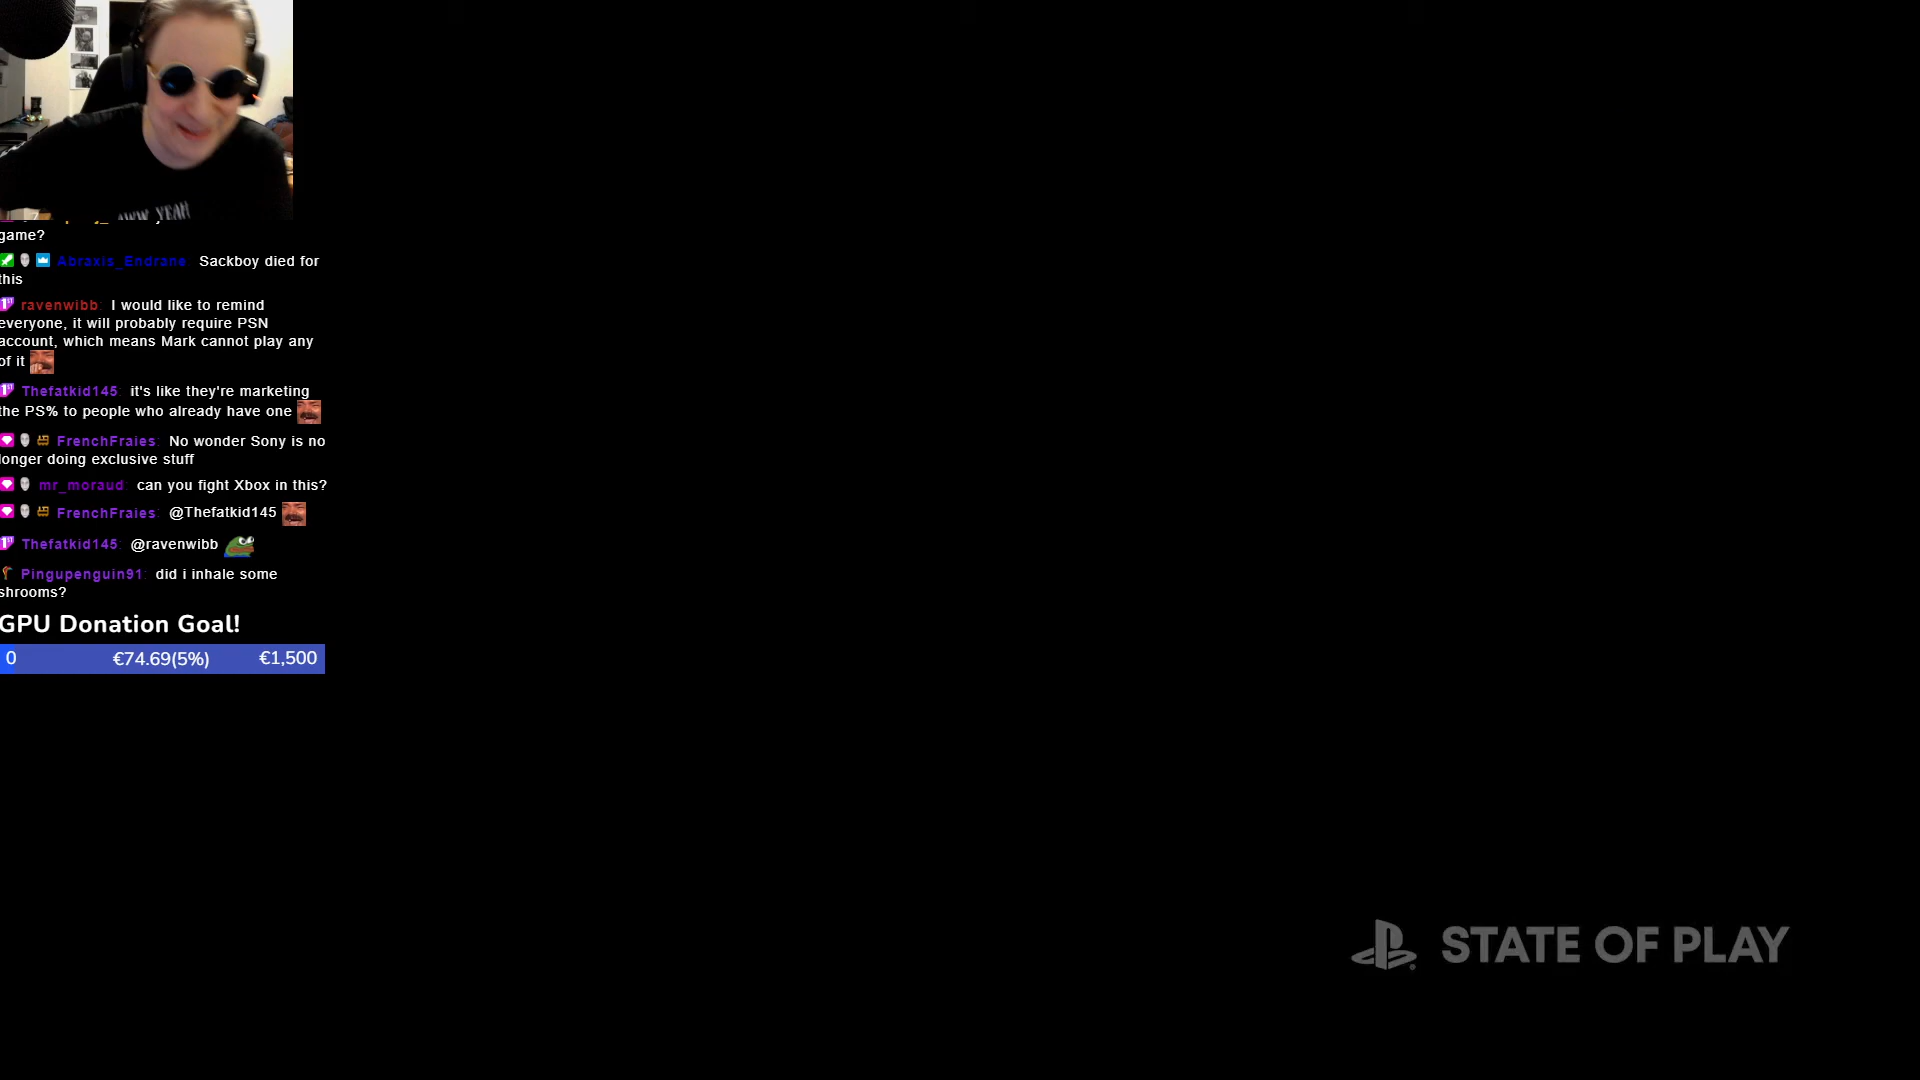 AWW YEAH
game?
Abraxis_Endrane: Sackboy died for
this
ravenwibb: I would like to remind
everyone, it will probably require PSN
account, which means Mark cannot play any
of it
Thefatkid145: it's like they're marketing
the PS% to people who already have one
FrenchFraies: No wonder Sony is no
longer doing exclusive stuff
mr_moraud: can you fight Xbox in this?
FrenchFraies: @Thefatkid145
Thefatkid145: @ravenwibb
Pingupenguin91: did i inhale some
shrooms?
GPU Donation Goal!
0 €74.69(5%) €1,500
STATE OF PLAY